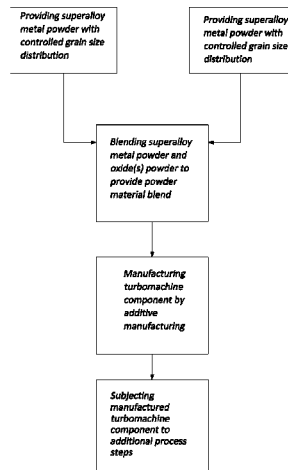 Providing superalloy
metal powder with
controlled grain size
distribution
Providing superalloy
metal powder with
controlled grain size
distribution
Blending superalloy
metal powder and
oxide(s) powder to
provide powder
material blend
Manufacturing
turbomachine
component by
additive
manufacturing
Subjecting
manufactured
turbomachine
component to
additional process
steps